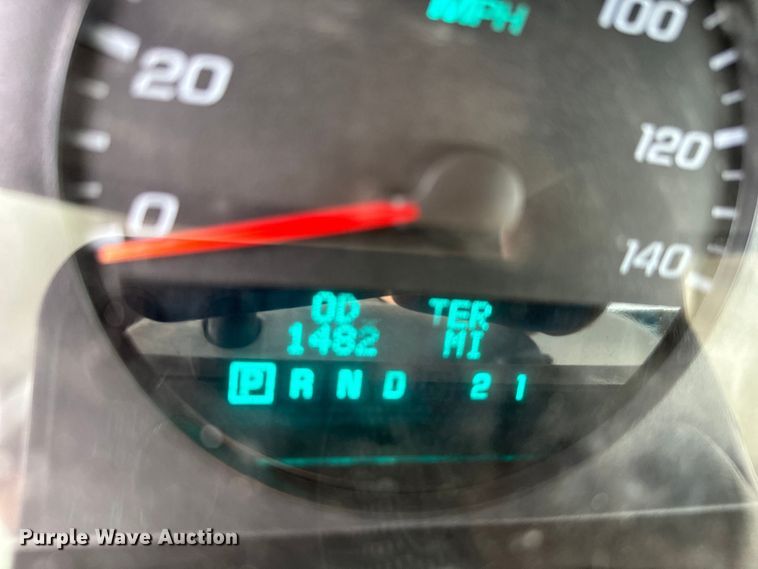 MPH
100
20
120
0
140
OD TER
1482 MI
P R N D 2 1
Purple Wave Auction